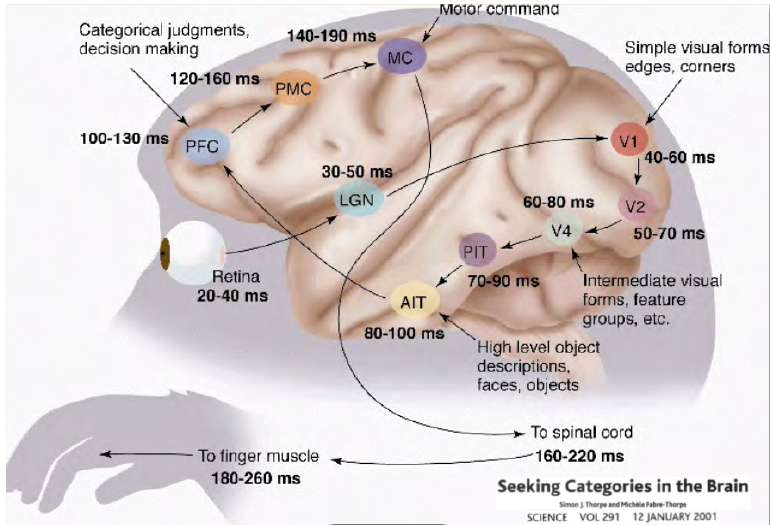 Motor command
Categorical judgments,
decision making
140-190 ms
MC
Simple visual forms
edges, corners
120-160 ms
PMC
100-130 ms
PFC
V1
40-60 ms
30-50 ms
LGN
60-80 ms
V2
V4
50-70 ms
PIT
70-90 ms
Retina
20-40 ms
AIT
80-100 ms
Intermediate visual
forms, feature
groups, etc.
High level object
descriptions,
faces, objects
To spinal cord
160-220 ms
To finger muscle
180-260 ms
Seeking Categories in the Brain
Simon J. Thorpe and Michèle Fabre-Thorpe
SCIENCE VOL 291 12 JANUARY 2001